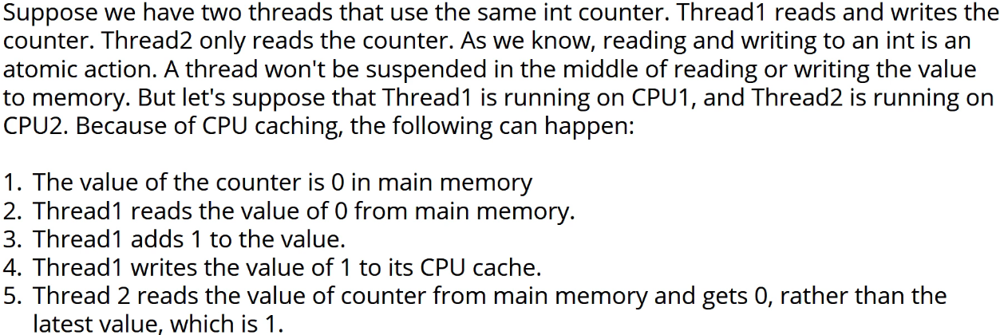 Suppose we have two threads that use the same int counter. Thread1 reads and writes the
counter. Thread2 only reads the counter. As we know, reading and writing to an int is an
atomic action. A thread won't be suspended in the middle of reading or writing the value
to memory. But let's suppose that Thread1 is running on CPU1, and Thread2 is running on
CPU2. Because of CPU caching, the following can happen:
1. The value of the counter is 0 in main memory
2. Thread1 reads the value of 0 from main memory.
3. Thread1 adds 1 to the value.
4. Thread1 writes the value of 1 to its CPU cache.
5. Thread 2 reads the value of counter from main memory and gets 0, rather than the
latest value, which is 1.